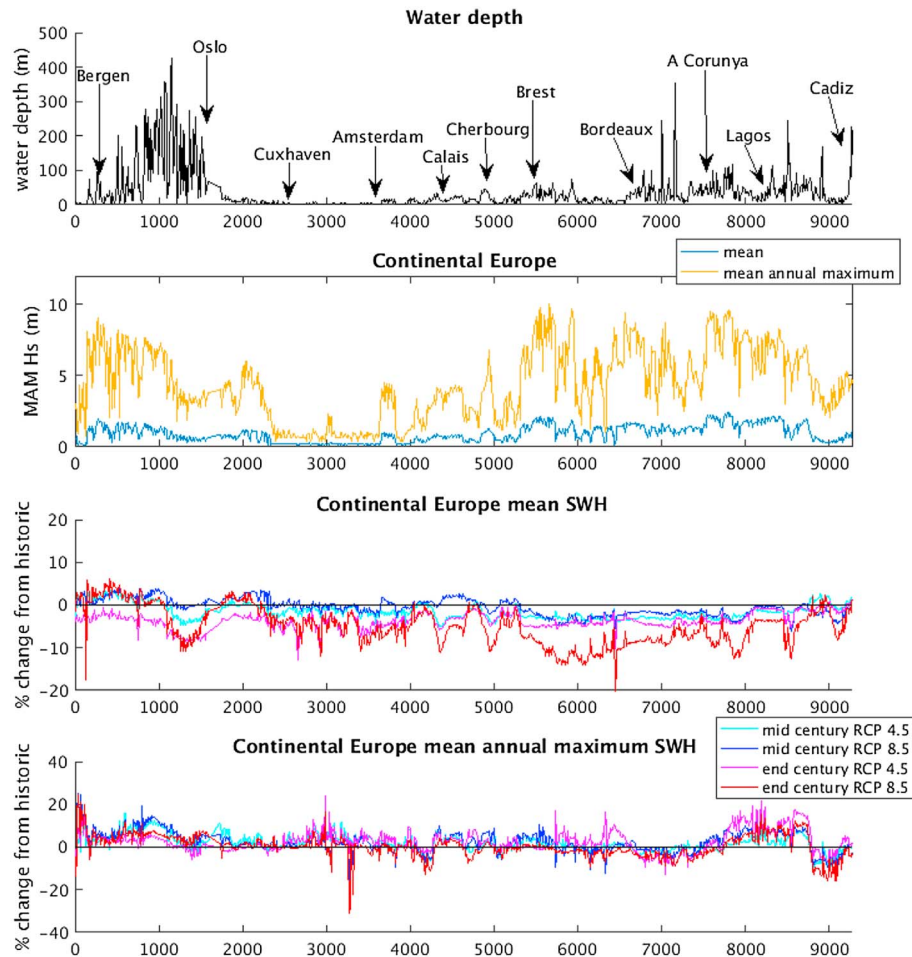 Water depth
water depth (m)
500
400
300
200
100
0
Bergen
Oslo
Cuxhaven
Amsterdam
Calais
Cherbourg
Brest
Bordeaux
A Corunya
Lagos
Cadiz
0 1000 2000 3000 4000 5000 6000 7000 8000 9000
Continental Europe
mean
mean annual maximum
MAM Hs (m)
10
5
0
0 1000 2000 3000 4000 5000 6000 7000 8000 9000
Continental Europe mean SWH
% change from historic
20
10
0
−10
−20
0 1000 2000 3000 4000 5000 6000 7000 8000 9000
mid century RCP 4.5
mid century RCP 8.5
end century RCP 4.5
end century RCP 8.5
Continental Europe mean annual maximum SWH
% change from historic
40
20
0
−20
−40
0 1000 2000 3000 4000 5000 6000 7000 8000 9000